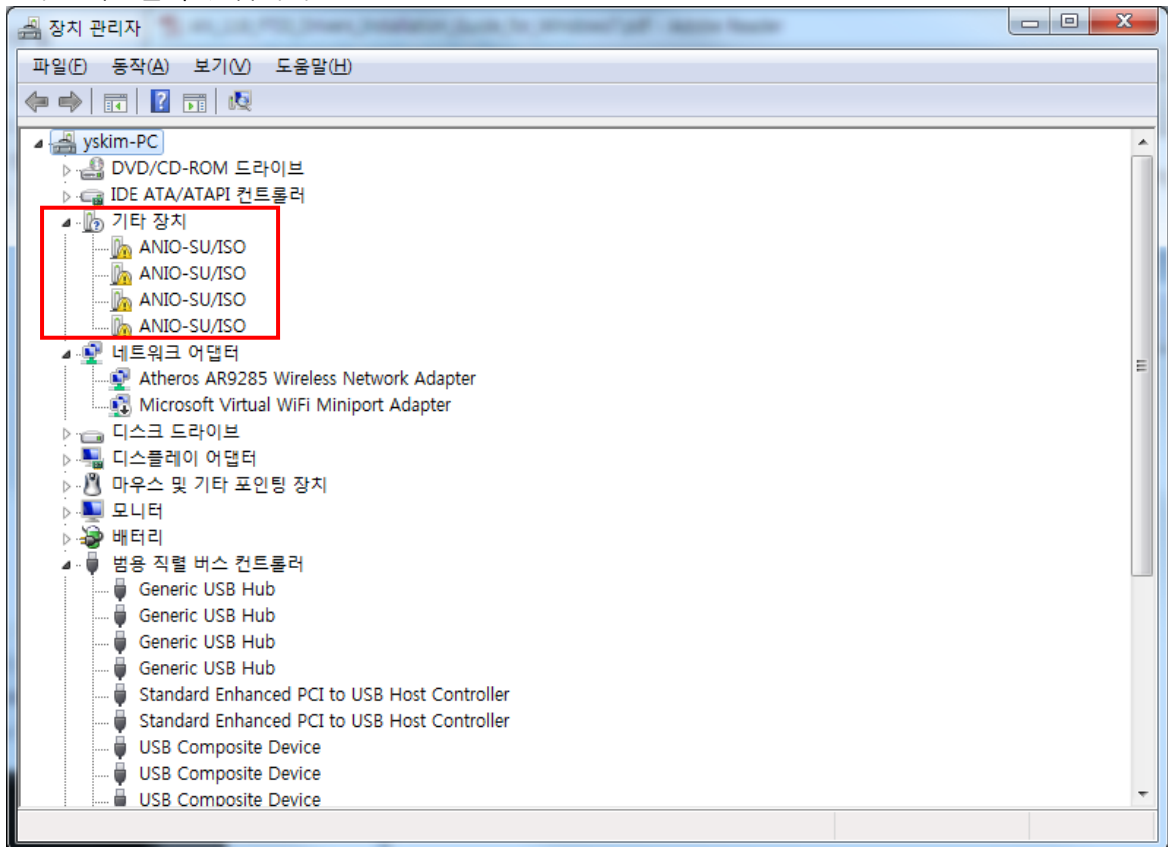 장치 관리자
파일(F) 동작(A) 보기(V) 도움말(H)
yskim-PC
DVD/CD-ROM 드라이브
IDE ATA/ATAPI 컨트롤러
기타 장치
ANIO-SU/ISO
ANIO-SU/ISO
ANIO-SU/ISO
ANIO-SU/ISO
네트워크 어댑터
Atheros AR9285 Wireless Network Adapter
Microsoft Virtual WiFi Miniport Adapter
디스크 드라이브
디스플레이 어댑터
마우스 및 기타 포인팅 장치
모니터
배터리
범용 직렬 버스 컨트롤러
Generic USB Hub
Generic USB Hub
Generic USB Hub
Generic USB Hub
Standard Enhanced PCI to USB Host Controller
Standard Enhanced PCI to USB Host Controller
USB Composite Device
USB Composite Device
USB Composite Device